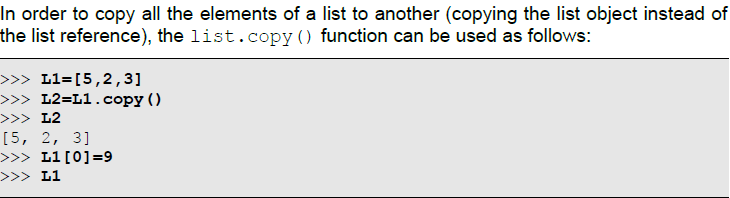 In order to copy all the elements of a list to another (copying the list object instead of
the list reference), the list.copy() function can be used as follows:
>>> L1=[5,2,3]
>>> L2=L1.copy()
>>> L2
[5, 2, 3]
>>> L1[0]=9
>>> L1